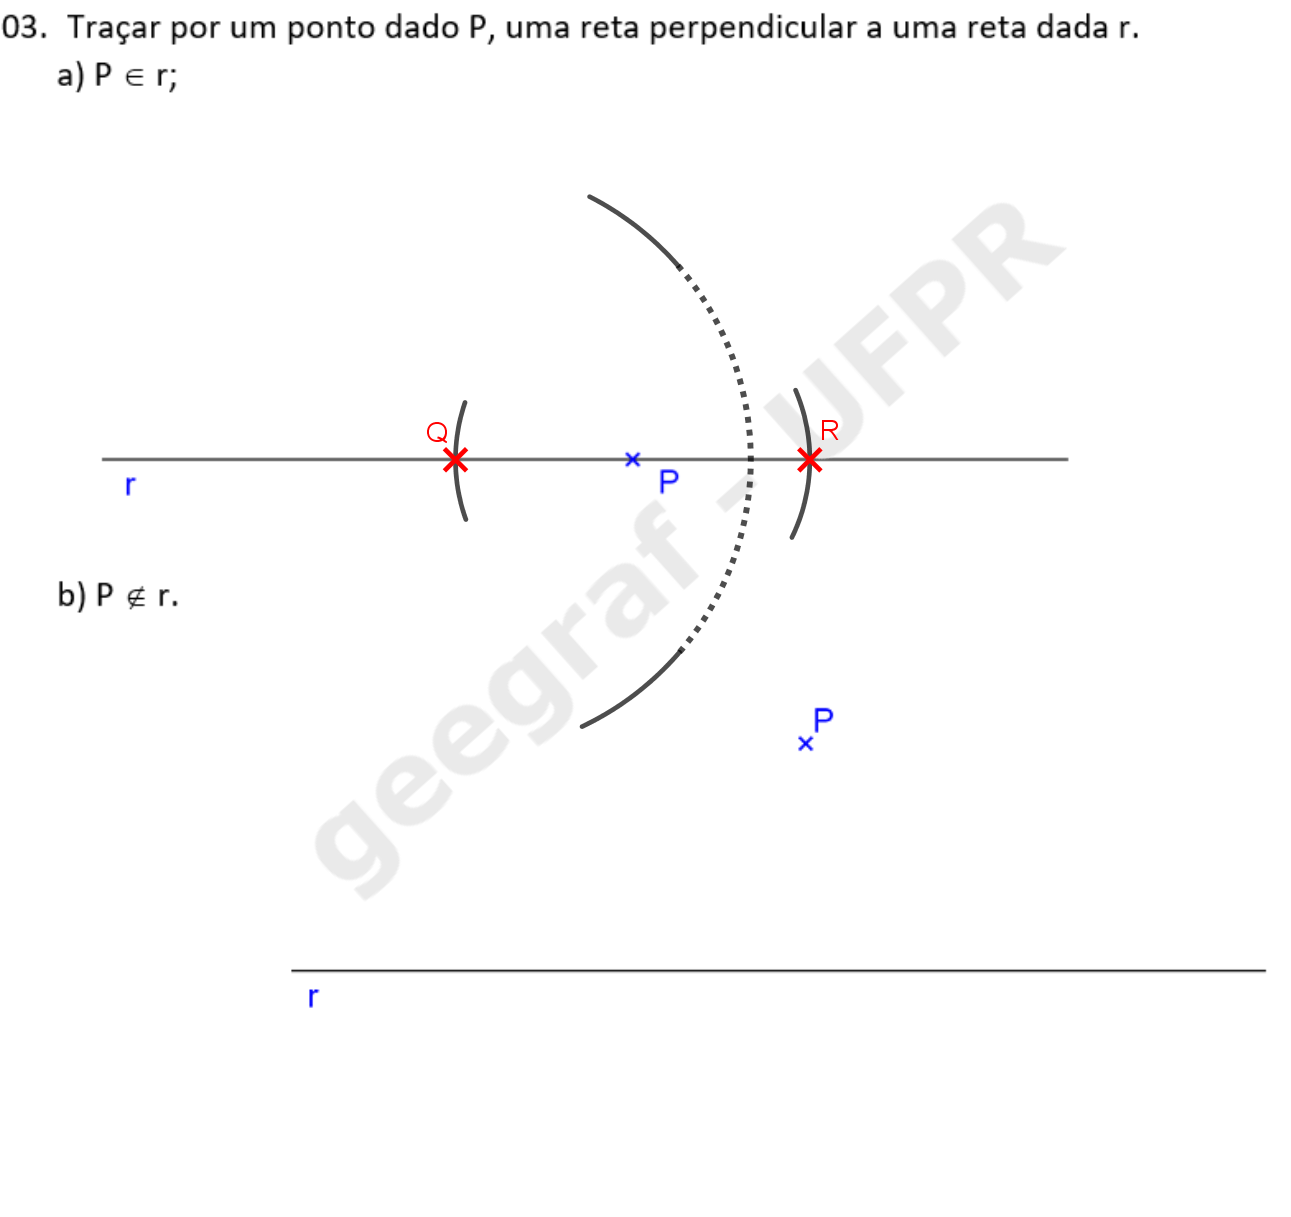 03. Traçar por um ponto dado P, uma reta perpendicular a uma reta dada r.
a) P ∈ r;
Q
R
r
P
b) P ∉ r.
P
r
geegraf - UFPR